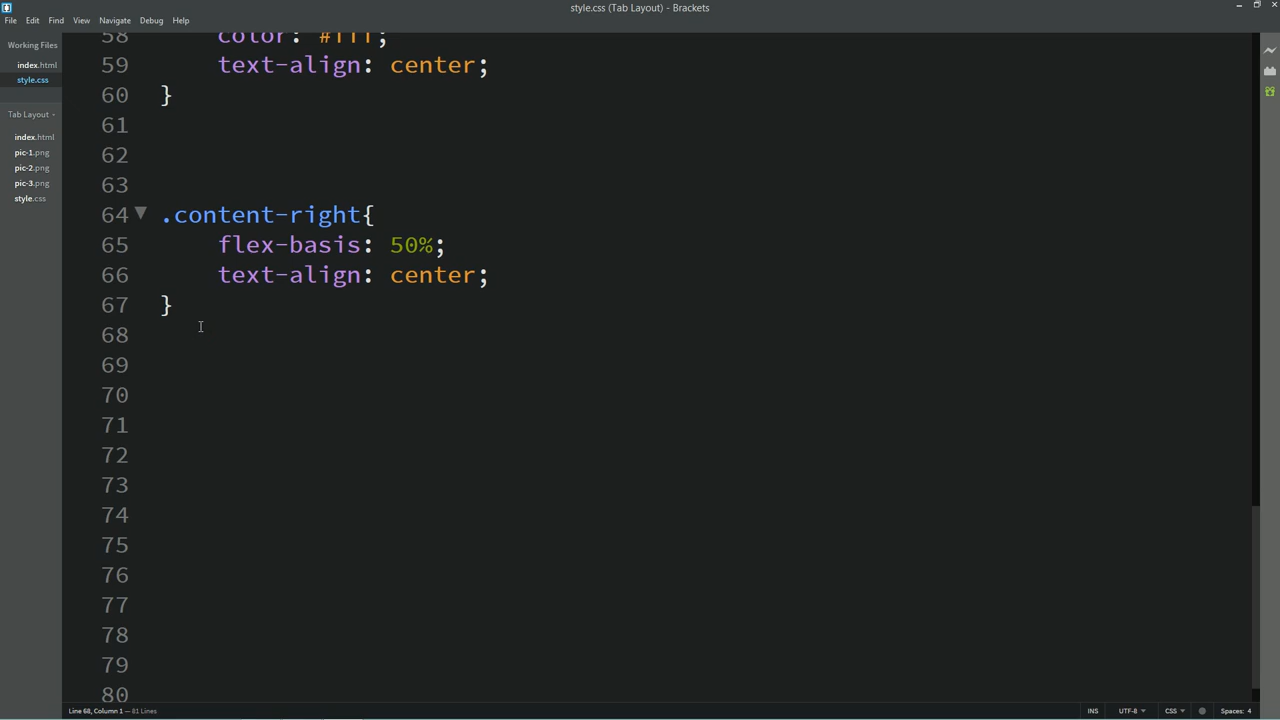 style.css (Tab Layout) - Brackets
File Edit Find View Navigate Debug Help
Working Files
index.html
style.css
Tab Layout
index.html
pic-1.png
pic-2.png
pic-3.png
style.css
58 color: #fff;
59 text-align: center;
60 }
61
62
63
64 .content-right{
65 flex-basis: 50%;
66 text-align: center;
67 }
68
69
70
71
72
73
74
75
76
77
78
79
80
Line 68, Column 1 — 81 Lines
INS UTF-8 CSS Spaces: 4